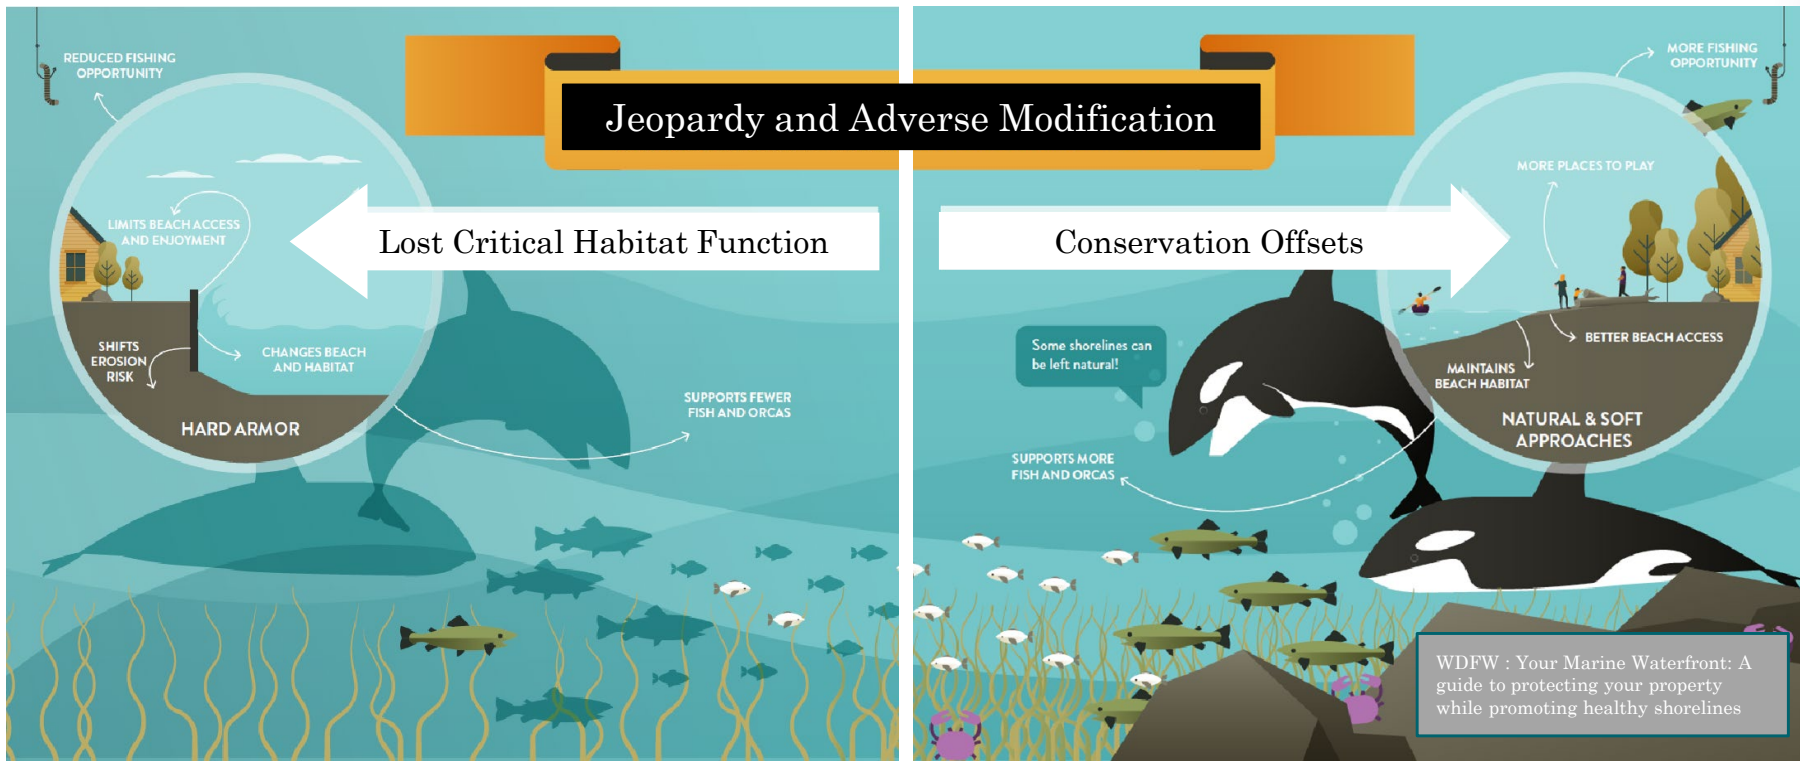 Jeopardy and Adverse Modification
REDUCED FISHING
OPPORTUNITY
Lost Critical Habitat Function
LIMITS BEACH ACCESS
AND ENJOYMENT
SHIFTS
EROSION
RISK
CHANGES BEACH
AND HABITAT
HARD ARMOR
SUPPORTS FEWER
FISH AND ORCAS
MORE FISHING
OPPORTUNITY
Conservation Offsets
MORE PLACES TO PLAY
BETTER BEACH ACCESS
MAINTAINS
BEACH HABITAT
NATURAL & SOFT
APPROACHES
Some shorelines can
be left natural!
SUPPORTS MORE
FISH AND ORCAS
WDFW : Your Marine Waterfront: A
guide to protecting your property
while promoting healthy shorelines